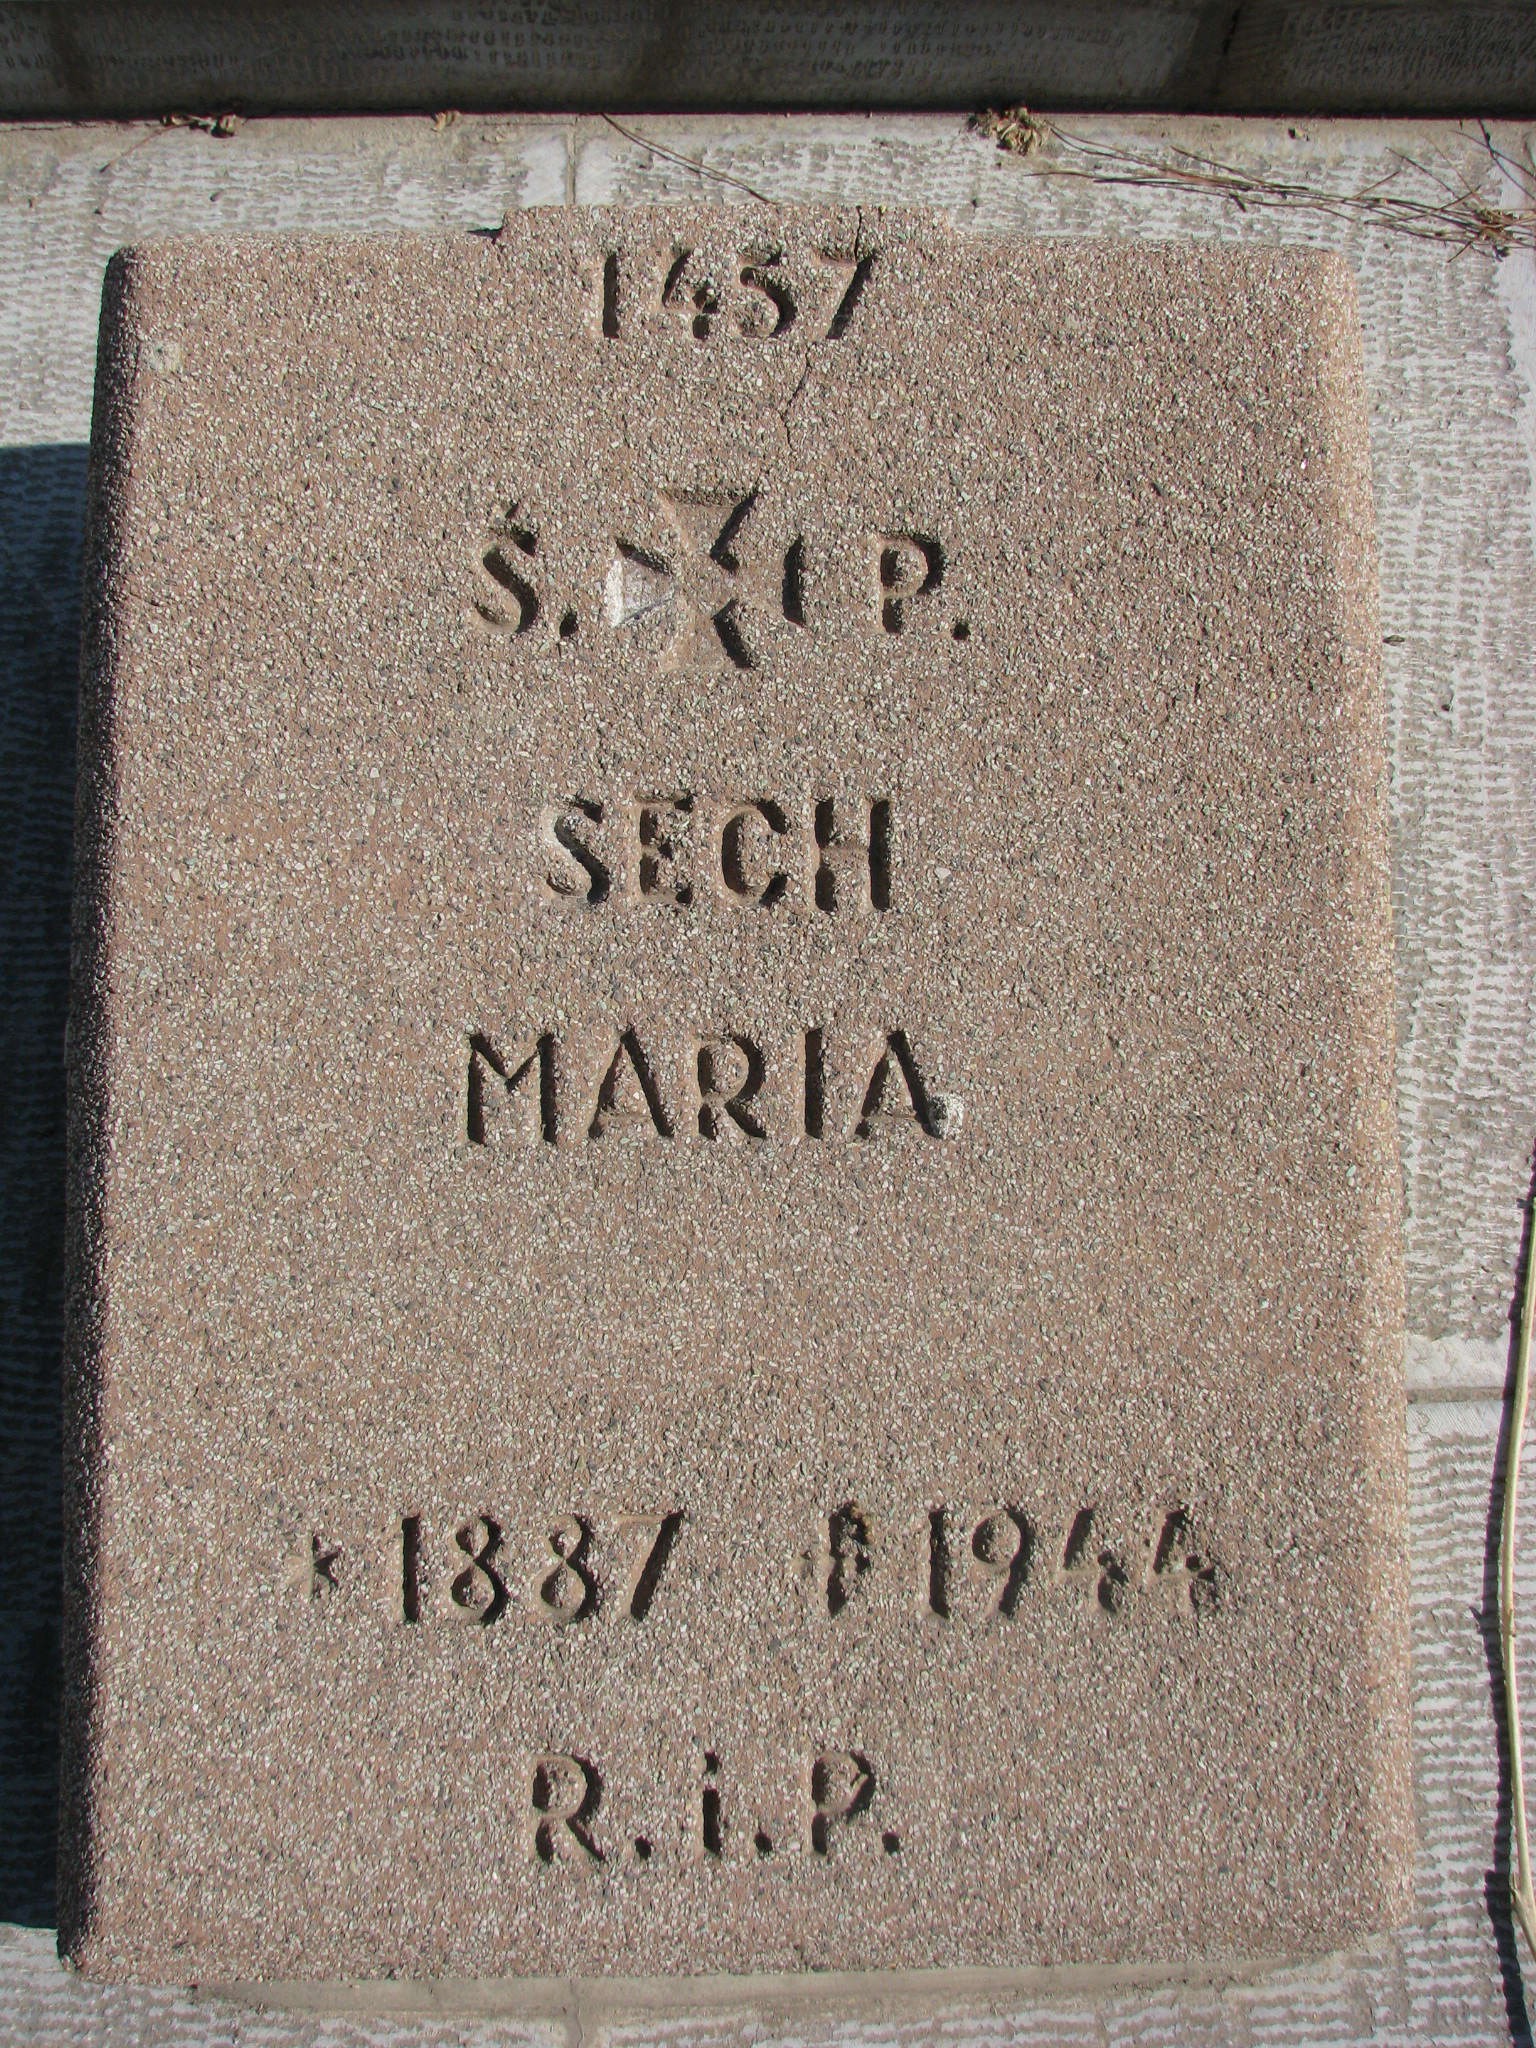 1457
Ś. P.
SECH
MARIA
* 1887 ✝ 1944
R.i.P.